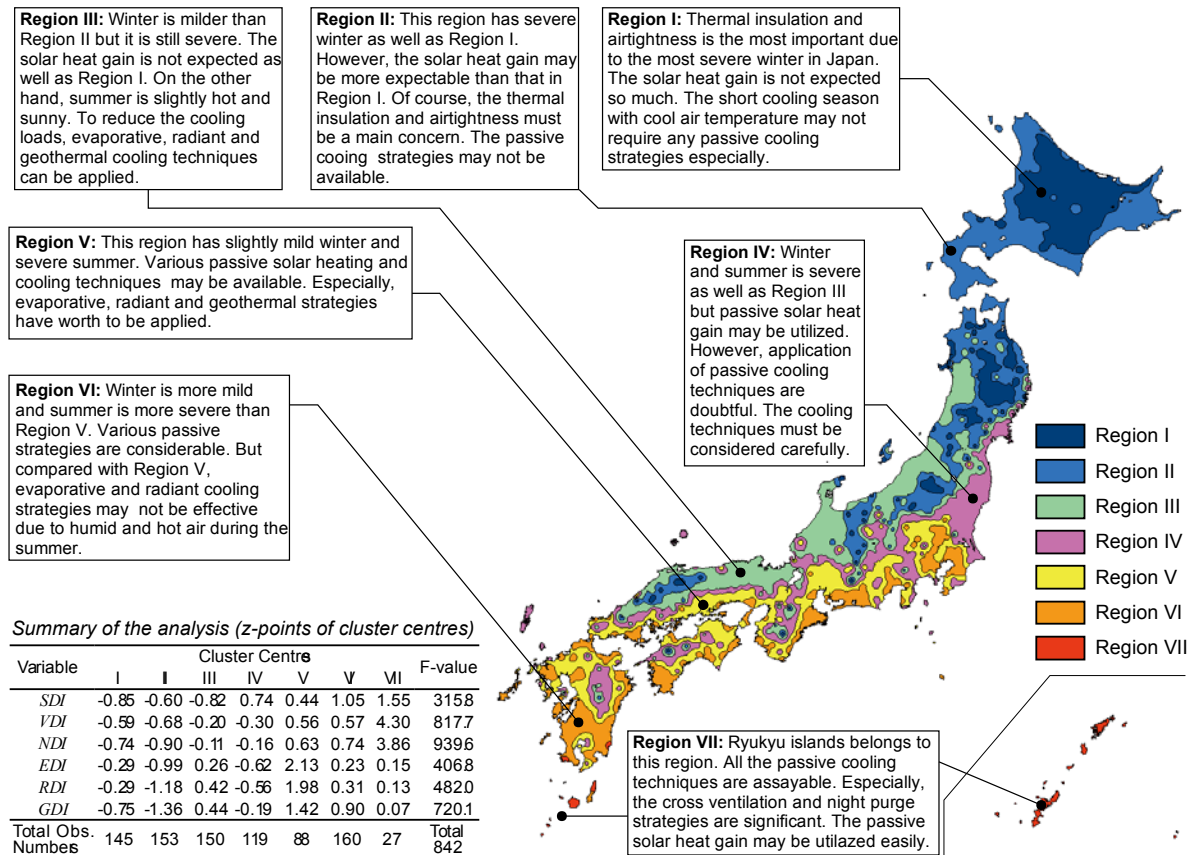 Region III: Winter is milder than
Region II but it is still severe. The
solar heat gain is not expected as
well as Region I. On the other
hand, summer is slightly hot and
sunny. To reduce the cooling
loads, evaporative, radiant and
geothermal cooling techniques
can be applied.
Region II: This region has severe
winter as well as Region I.
However, the solar heat gain may
be more expectable than that in
Region I. Of course, the thermal
insulation and airtightness must
be a main concern. The passive
cooing strategies may not be
available.
Region I: Thermal insulation and
airtightness is the most important due
to the most severe winter in Japan.
The solar heat gain is not expected
so much. The short cooling season
with cool air temperature may not
require any passive cooling
strategies especially.
Region V: This region has slightly mild winter and
severe summer. Various passive solar heating and
cooling techniques may be available. Especially,
evaporative, radiant and geothermal strategies
have worth to be applied.
Region IV: Winter
and summer is severe
as well as Region III
but passive solar heat
gain may be utilized.
However, application
of passive cooling
techniques are
doubtful. The cooling
techniques must be
considered carefully.
Region VI: Winter is more mild
and summer is more severe than
Region V. Various passive
strategies are considerable. But
compared with Region V,
evaporative and radiant cooling
strategies may not be effective
due to humid and hot air during the
summer.
Region I
Region II
Region III
Region IV
Region V
Region VI
Region VII
Summary of the analysis (z-points of cluster centres)
Variable Cluster Centres F-value
I II III IV V VI VII
SDI -0.85 -0.60 -0.82 0.74 0.44 1.05 1.55 315.8
VDI -0.59 -0.68 -0.20 -0.30 0.56 0.57 4.30 817.7
NDI -0.74 -0.90 -0.11 -0.16 0.63 0.74 3.86 939.6
EDI -0.29 -0.99 0.26 -0.62 2.13 0.23 0.15 406.8
RDI -0.29 -1.18 0.42 -0.56 1.98 0.31 0.13 482.0
GDI -0.75 -1.36 0.44 -0.19 1.42 0.90 0.07 720.1
Total Obs. Numbers 145 153 150 119 88 160 27 Total 842
Region VII: Ryukyu islands belongs to
this region. All the passive cooling
techniques are assayable. Especially,
the cross ventilation and night purge
strategies are significant. The passive
solar heat gain may be utilazed easily.